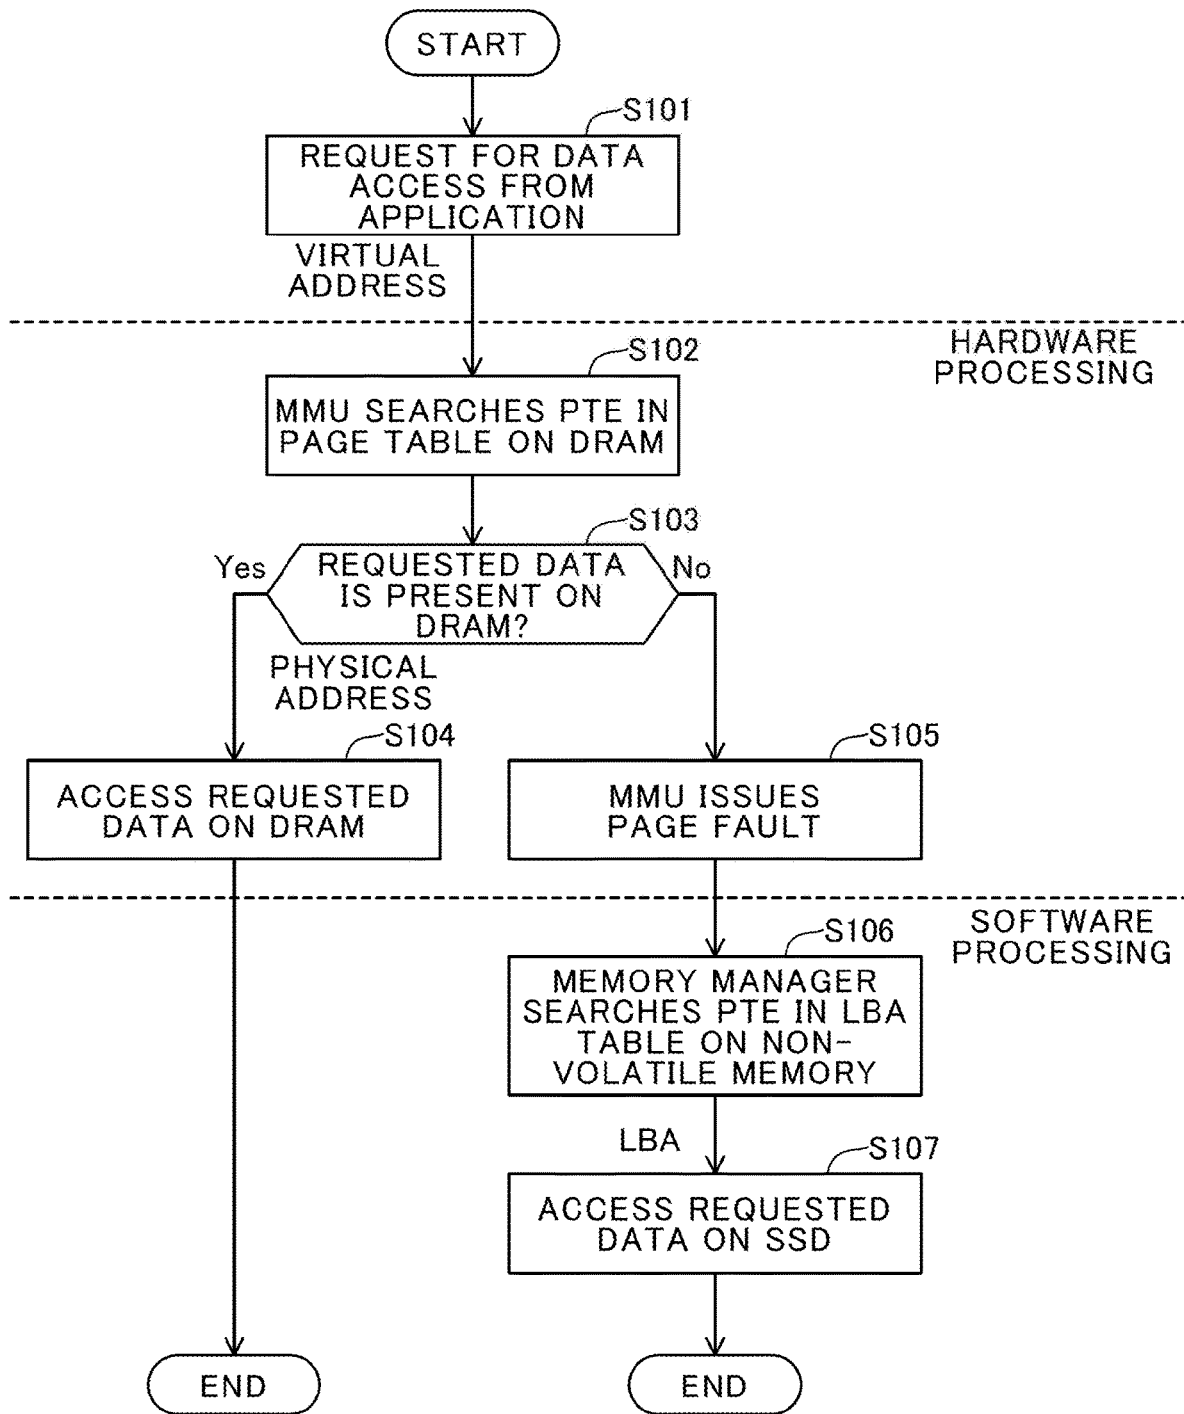 START
S101
REQUEST FOR DATA
ACCESS FROM
APPLICATION
VIRTUAL
ADDRESS
HARDWARE
PROCESSING
S102
MMU SEARCHES PTE IN
PAGE TABLE ON DRAM
S103
Yes
REQUESTED DATA
IS PRESENT ON
DRAM?
No
PHYSICAL
ADDRESS
S104
ACCESS REQUESTED
DATA ON DRAM
S105
MMU ISSUES
PAGE FAULT
SOFTWARE
PROCESSING
S106
MEMORY MANAGER
SEARCHES PTE IN LBA
TABLE ON NON-
VOLATILE MEMORY
LBA
S107
ACCESS REQUESTED
DATA ON SSD
END
END